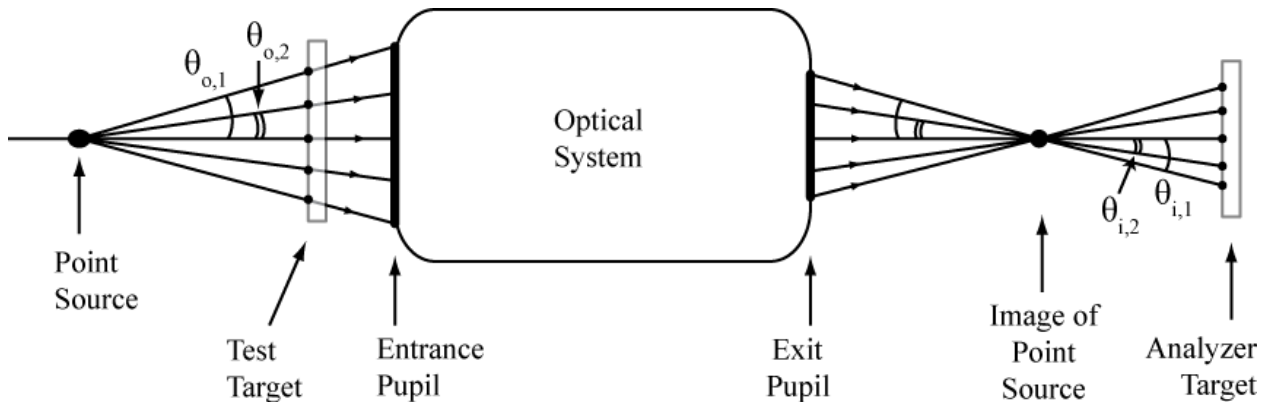 θo,1
θo,2
Optical
System
θi,2
θi,1
Point
Source
Test
Target
Entrance
Pupil
Exit
Pupil
Image of
Point
Source
Analyzer
Target